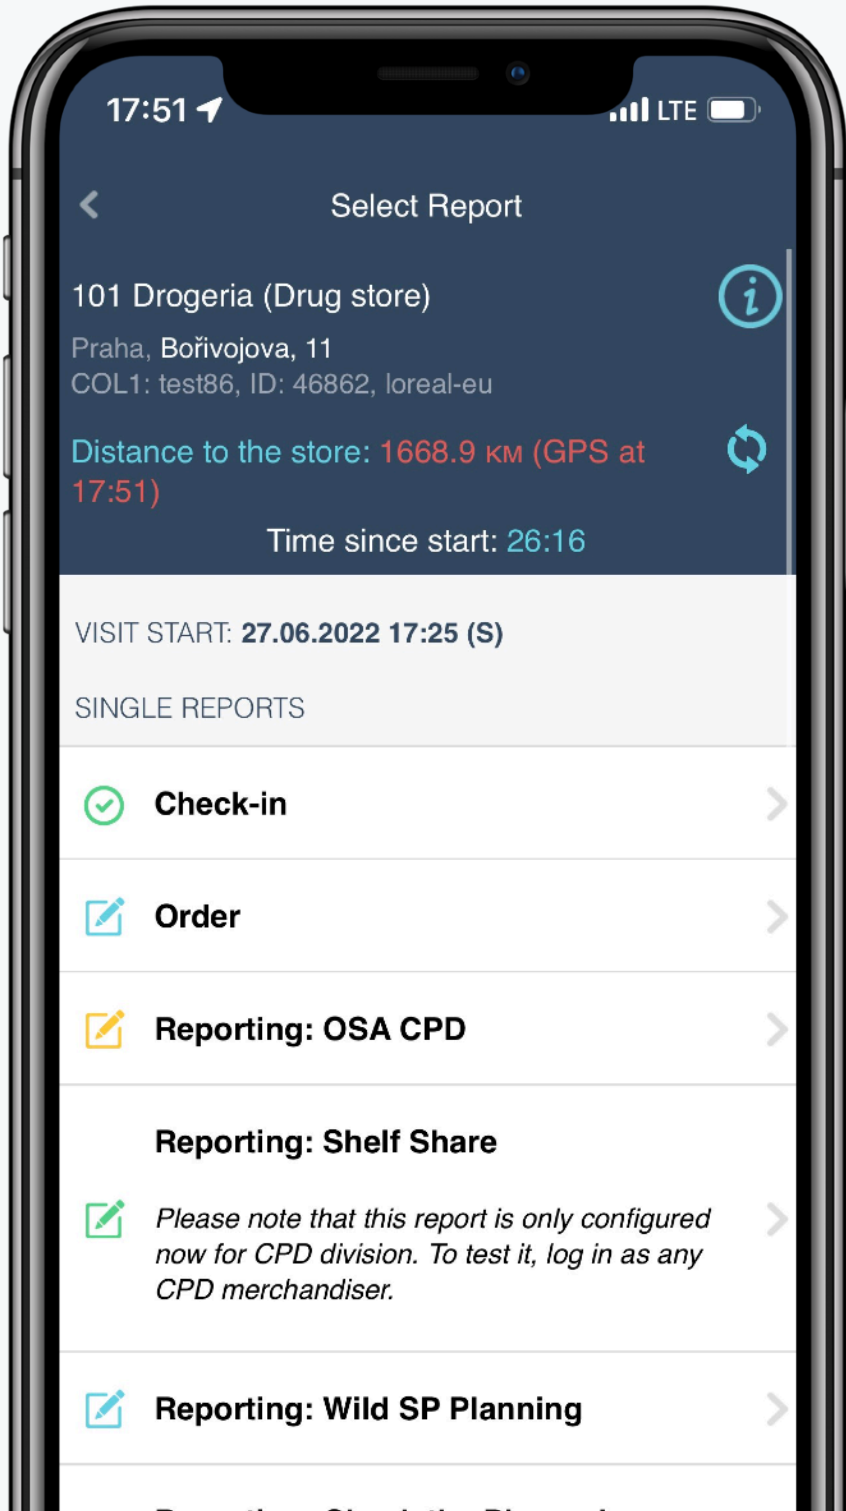 17:51
LTE
Select Report
101 Drogeria (Drug store)
Praha, Bořivojova, 11
COL1: test86, ID: 46862, loreal-eu
Distance to the store: 1668.9 км (GPS at
17:51)
Time since start: 26:16
VISIT START: 27.06.2022 17:25 (S)
SINGLE REPORTS
Check-in
Order
Reporting: OSA CPD
Reporting: Shelf Share
Please note that this report is only configured
now for CPD division. To test it, log in as any
CPD merchandiser.
Reporting: Wild SP Planning